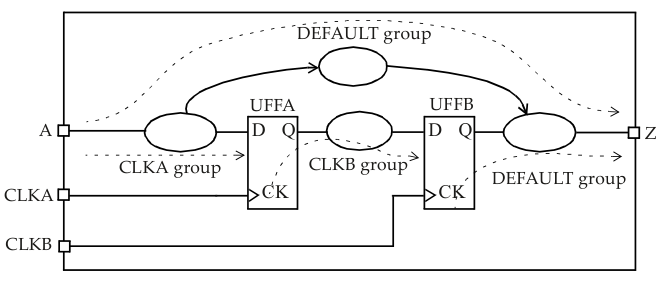 DEFAULT group
UFFA
UFFB
A
D Q
D Q
Z
CLKA group
CLKB group
DEFAULT group
CLKA
CK
CK
CLKB